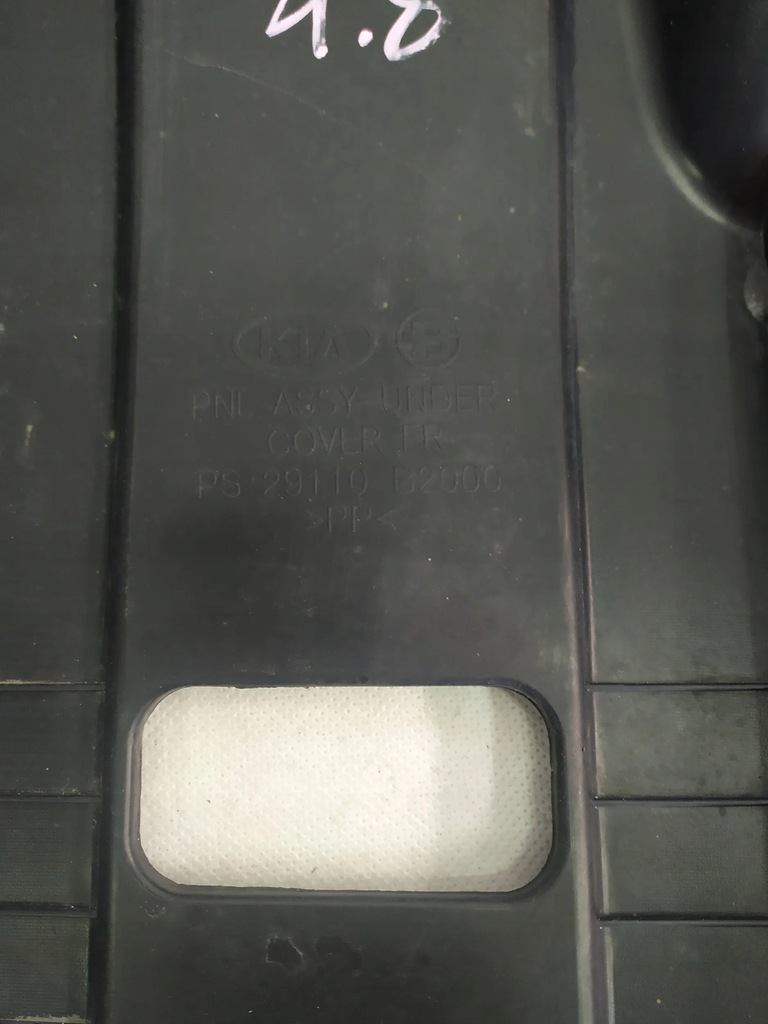 4.8
KIA
PNL ASSY-UNDER
COVER FR
PS 29110 B2000
>PP<